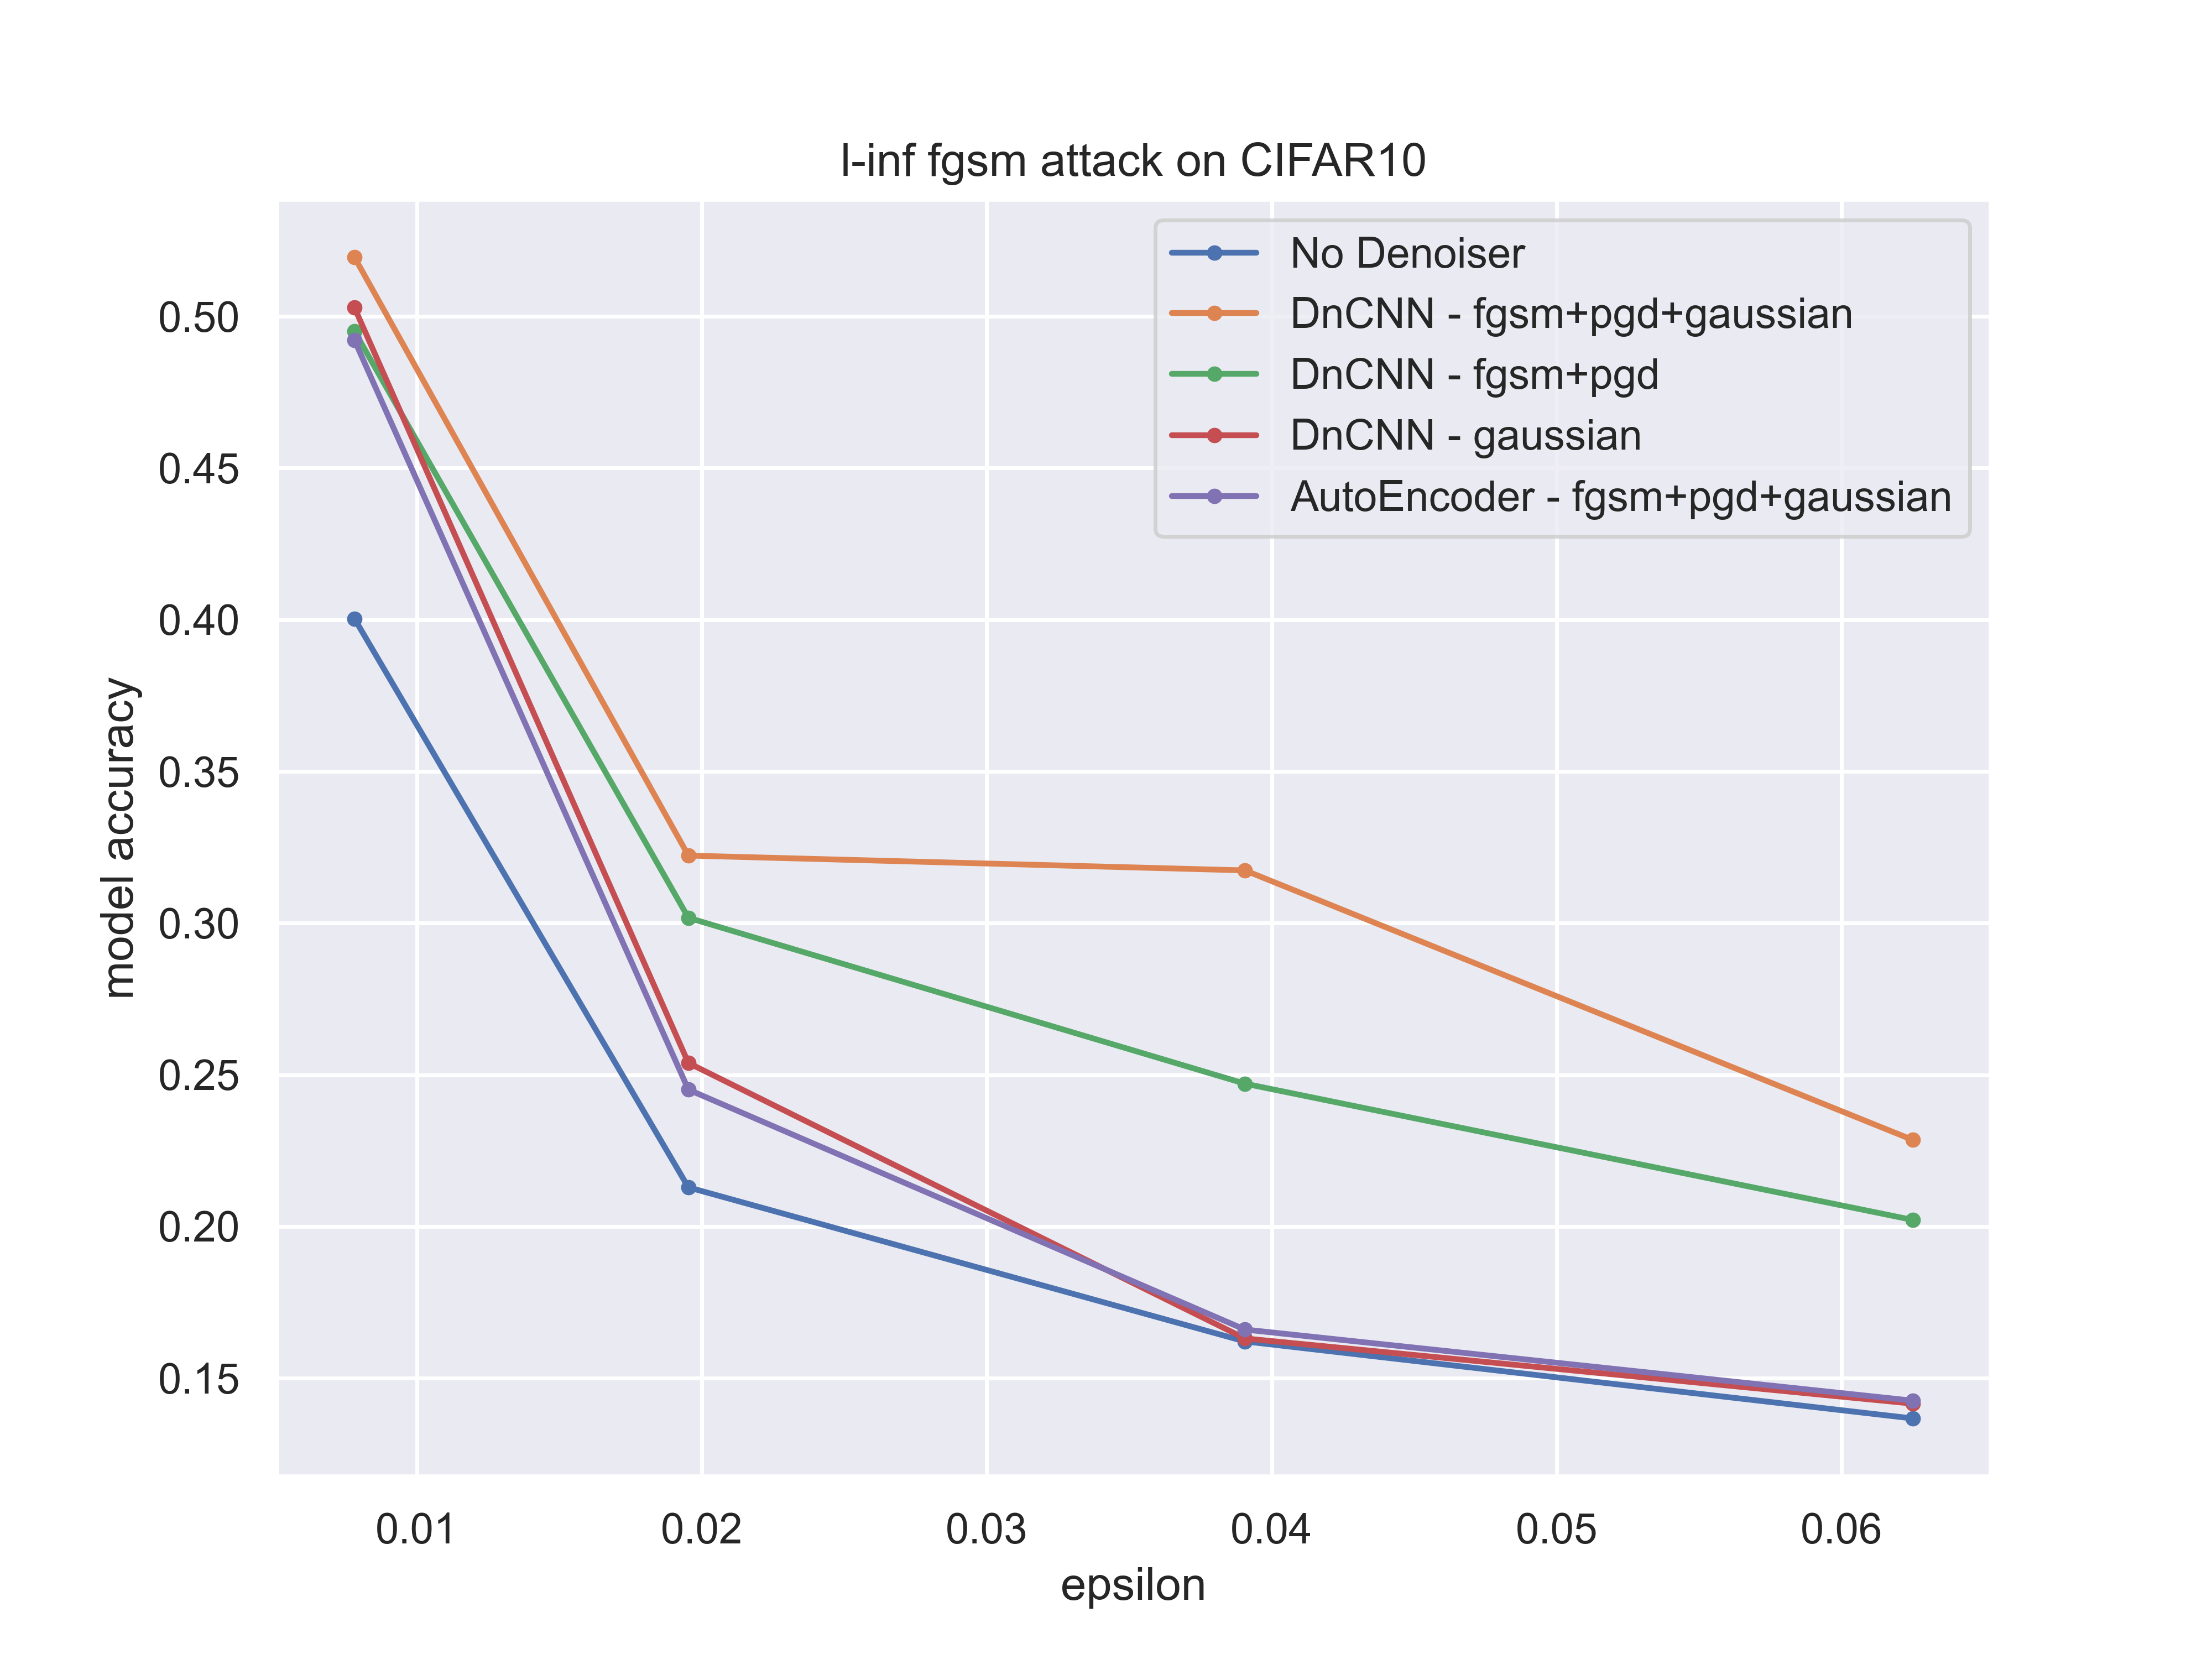 l-inf fgsm attack on CIFAR10
No Denoiser
DnCNN - fgsm+pgd+gaussian
DnCNN - fgsm+pgd
DnCNN - gaussian
AutoEncoder - fgsm+pgd+gaussian
model accuracy
0.50
0.45
0.40
0.35
0.30
0.25
0.20
0.15
0.01 0.02 0.03 0.04 0.05 0.06
epsilon